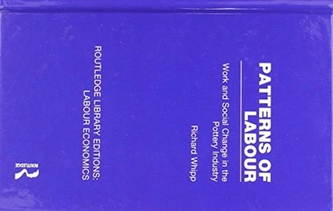 PATTERNS OF
LABOUR
Work and Social Change in the
Pottery Industry
Richard Whipp
ROUTLEDGE LIBRARY EDITIONS:
LABOUR ECONOMICS
R
ROUTLEDGE